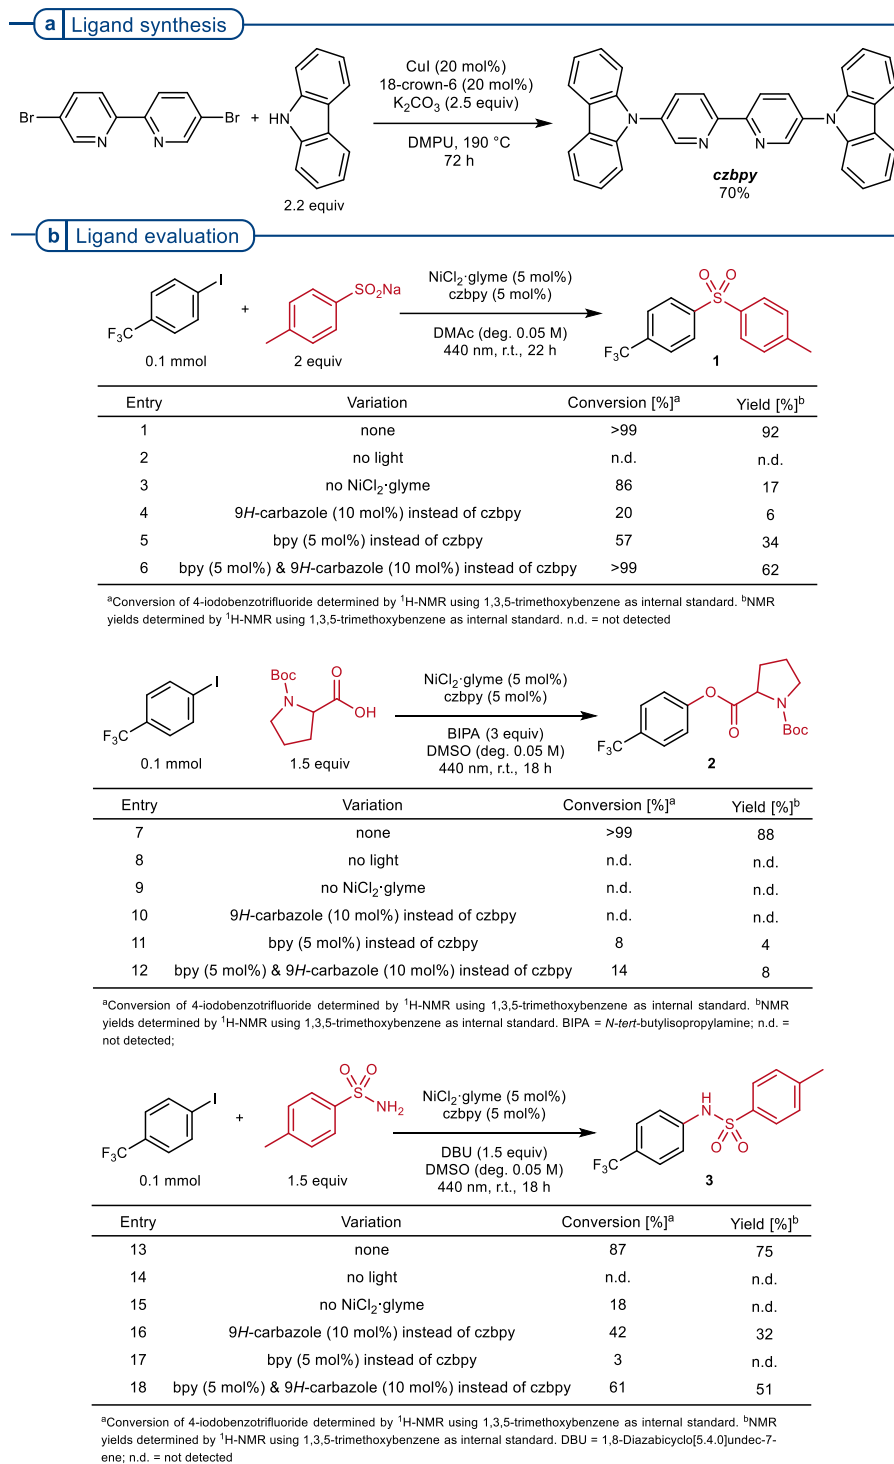 a Ligand synthesis
Br
N
N
Br
+
HN
2.2 equiv
CuI (20 mol%)
18-crown-6 (20 mol%)
K2CO3 (2.5 equiv)
DMPU, 190 °C
72 h
N
N
N
N
czbpy
70%
b Ligand evaluation
I
F3C
0.1 mmol
+
SO2Na
2 equiv
NiCl2·glyme (5 mol%)
czbpy (5 mol%)
DMAc (deg. 0.05 M)
440 nm, r.t., 22 h
O O
S
F3C
1
Entry Variation Conversion [%]a Yield [%]b
1 none >99 92
2 no light n.d. n.d.
3 no NiCl2·glyme 86 17
4 9H-carbazole (10 mol%) instead of czbpy 20 6
5 bpy (5 mol%) instead of czbpy 57 34
6 bpy (5 mol%) & 9H-carbazole (10 mol%) instead of czbpy >99 62
aConversion of 4-iodobenzotrifluoride determined by 1H-NMR using 1,3,5-trimethoxybenzene as internal standard. bNMR
yields determined by 1H-NMR using 1,3,5-trimethoxybenzene as internal standard. n.d. = not detected
I
F3C
0.1 mmol
Boc
N
O
OH
1.5 equiv
NiCl2·glyme (5 mol%)
czbpy (5 mol%)
BIPA (3 equiv)
DMSO (deg. 0.05 M)
440 nm, r.t., 18 h
O
O
N
Boc
F3C
2
Entry Variation Conversion [%]a Yield [%]b
7 none >99 88
8 no light n.d. n.d.
9 no NiCl2·glyme n.d. n.d.
10 9H-carbazole (10 mol%) instead of czbpy n.d. n.d.
11 bpy (5 mol%) instead of czbpy 8 4
12 bpy (5 mol%) & 9H-carbazole (10 mol%) instead of czbpy 14 8
aConversion of 4-iodobenzotrifluoride determined by 1H-NMR using 1,3,5-trimethoxybenzene as internal standard. bNMR
yields determined by 1H-NMR using 1,3,5-trimethoxybenzene as internal standard. BIPA = N-tert-butylisopropylamine; n.d. =
not detected;
I
F3C
0.1 mmol
+
O O
S
NH2
1.5 equiv
NiCl2·glyme (5 mol%)
czbpy (5 mol%)
DBU (1.5 equiv)
DMSO (deg. 0.05 M)
440 nm, r.t., 18 h
H
N
S
O O
F3C
3
Entry Variation Conversion [%]a Yield [%]b
13 none 87 75
14 no light n.d. n.d.
15 no NiCl2·glyme 18 n.d.
16 9H-carbazole (10 mol%) instead of czbpy 42 32
17 bpy (5 mol%) instead of czbpy 3 n.d.
18 bpy (5 mol%) & 9H-carbazole (10 mol%) instead of czbpy 61 51
aConversion of 4-iodobenzotrifluoride determined by 1H-NMR using 1,3,5-trimethoxybenzene as internal standard. bNMR
yields determined by 1H-NMR using 1,3,5-trimethoxybenzene as internal standard. DBU = 1,8-Diazabicyclo[5.4.0]undec-7-
ene; n.d. = not detected